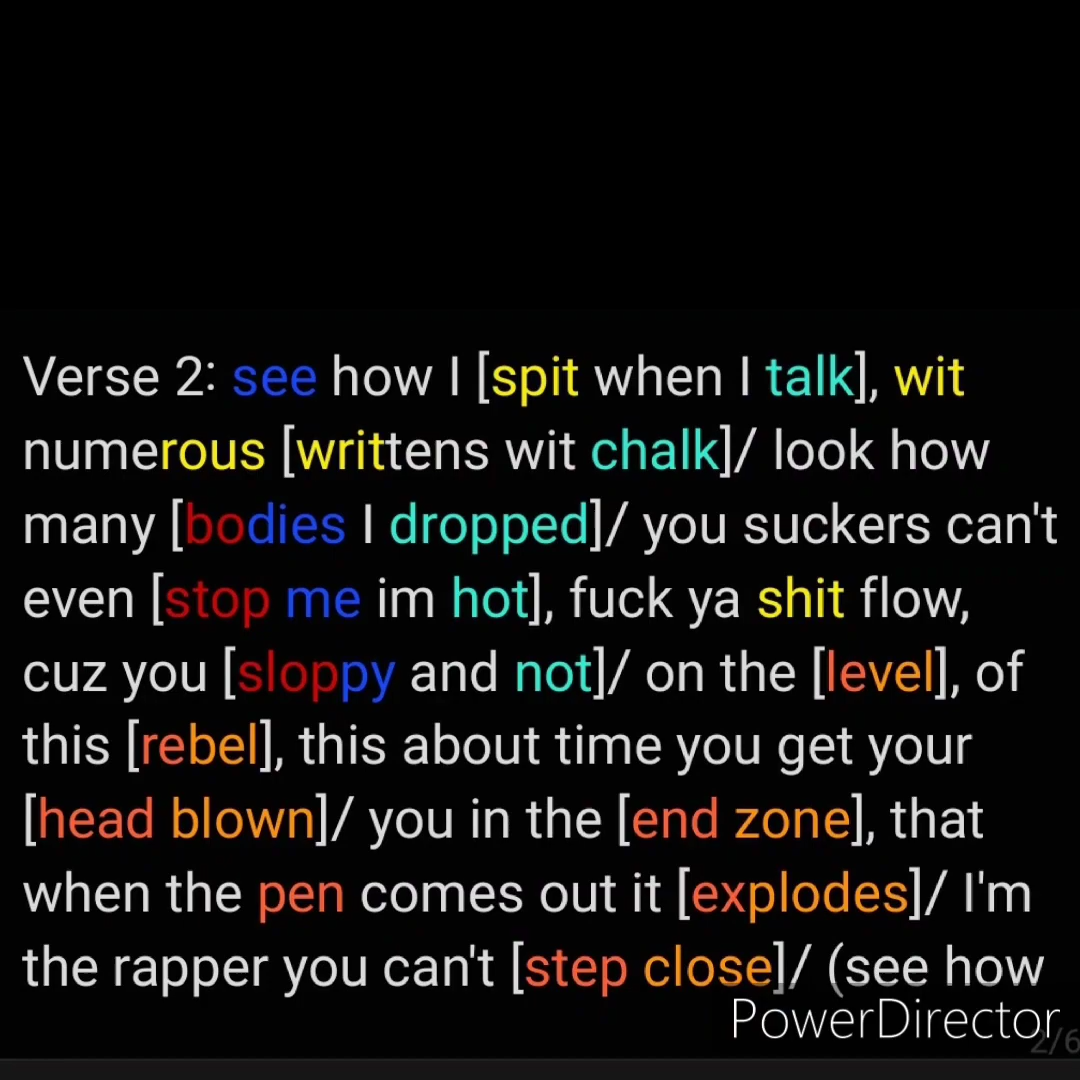 Verse 2: see how I [spit when I talk], wit
numerous [writtens wit chalk]/ look how
many [bodies I dropped]/ you suckers can't
even [stop me im hot], fuck ya shit flow,
cuz you [sloppy and not]/ on the [level], of
this [rebel], this about time you get your
[head blown]/ you in the [end zone], that
when the pen comes out it [explodes]/ I'm
the rapper you can't [step close]/ (see how
PowerDirector
2/6